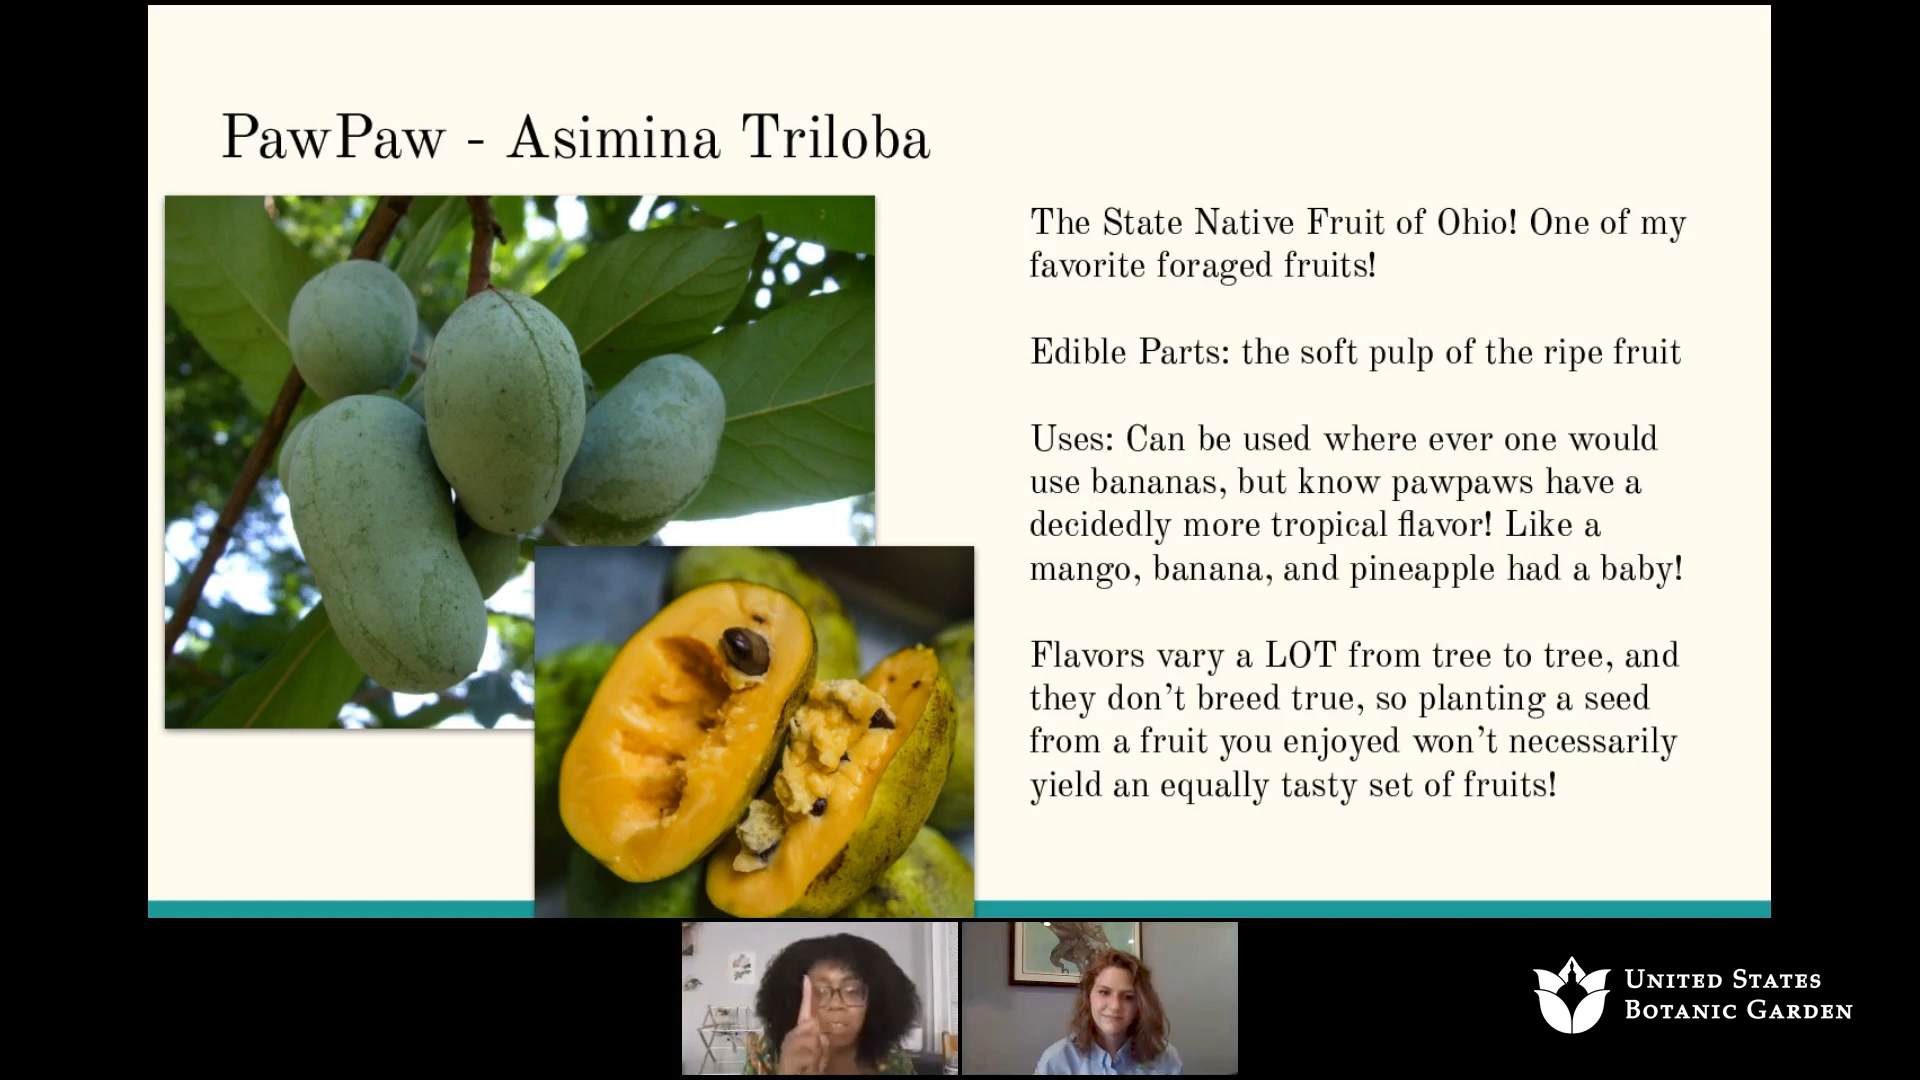 PawPaw - Asimina Triloba
The State Native Fruit of Ohio! One of my
favorite foraged fruits!
Edible Parts: the soft pulp of the ripe fruit
Uses: Can be used where ever one would
use bananas, but know pawpaws have a
decidedly more tropical flavor! Like a
mango, banana, and pineapple had a baby!
Flavors vary a LOT from tree to tree, and
they don't breed true, so planting a seed
from a fruit you enjoyed won't necessarily
yield an equally tasty set of fruits!
United States
Botanic Garden